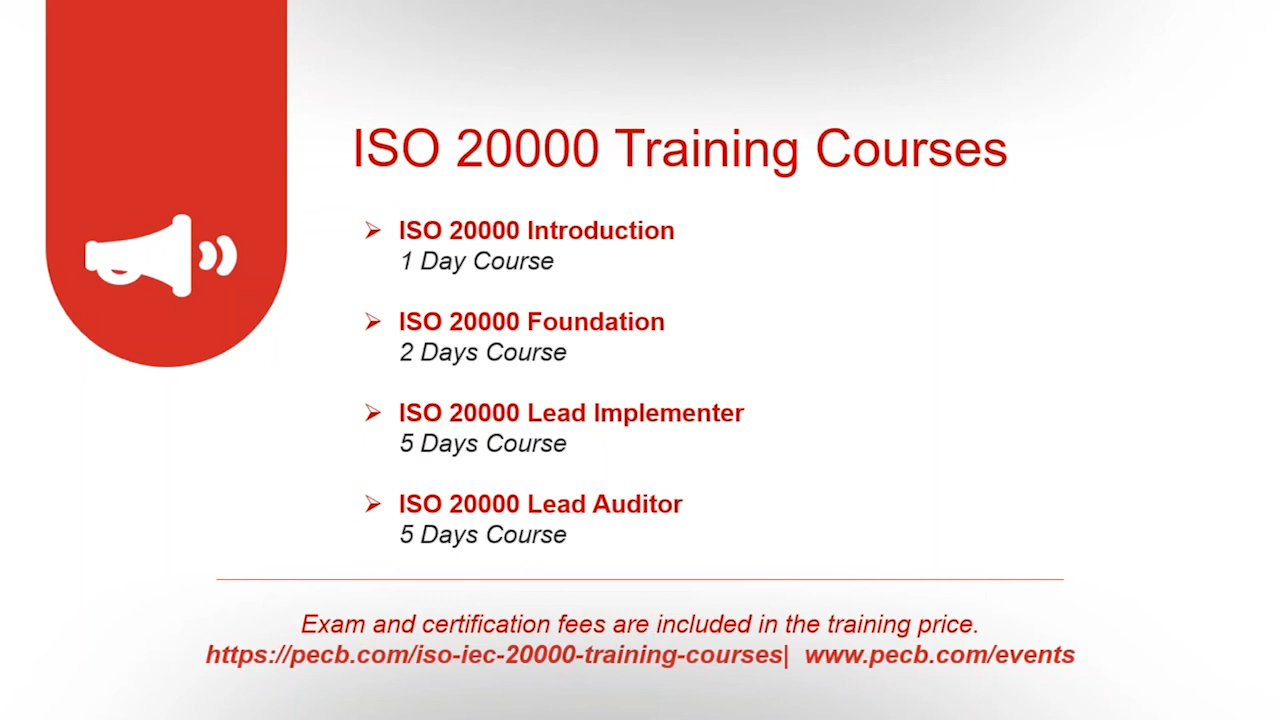 ISO 20000 Training Courses
ISO 20000 Introduction
1 Day Course
ISO 20000 Foundation
2 Days Course
ISO 20000 Lead Implementer
5 Days Course
ISO 20000 Lead Auditor
5 Days Course
Exam and certification fees are included in the training price.
https://pecb.com/iso-iec-20000-training-courses| www.pecb.com/events